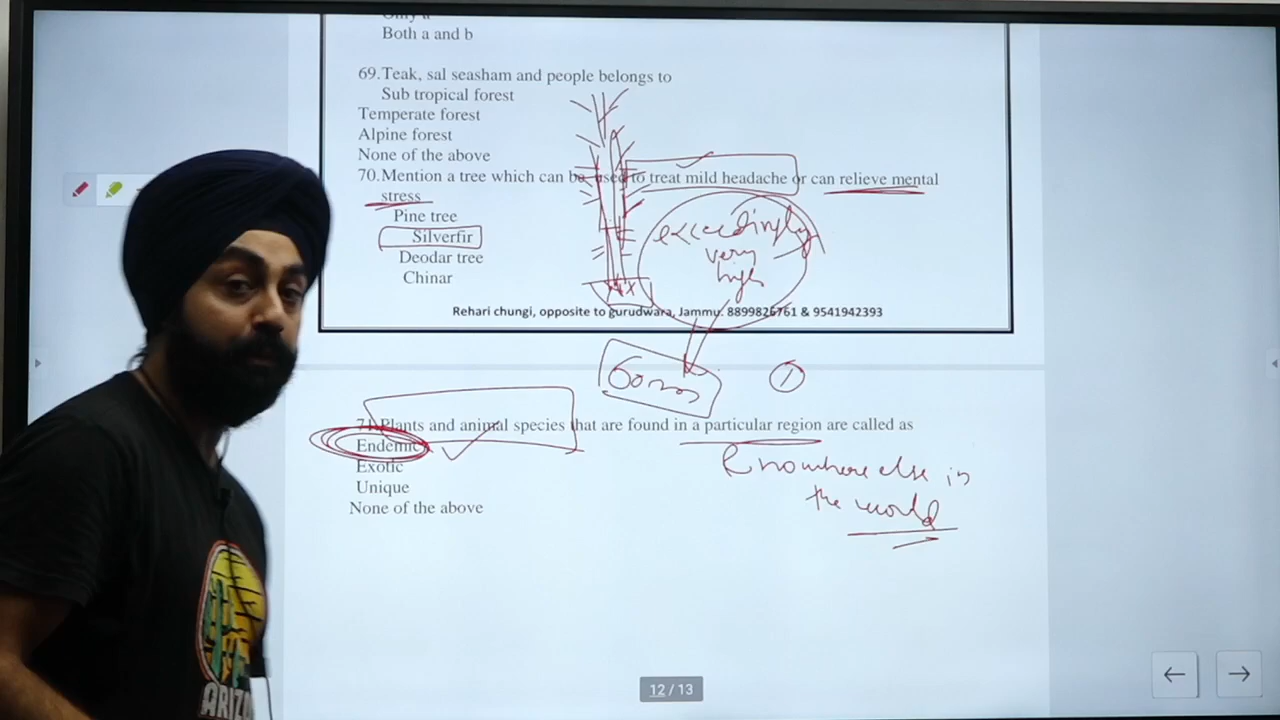 Only a
Both a and b
69.Teak, sal seasham and people belongs to
Sub tropical forest
Temperate forest
Alpine forest
None of the above
70.Mention a tree which can be used to treat mild headache or can relieve mental
stress
Pine tree
Silverfir
Deodar tree
Chinar
exceedingly
very
high
Rehari chungi, opposite to gurudwara, Jammu. 8899826761 & 9541942393
60m
1
71.Plants and animal species that are found in a particular region are called as
Endemic
Exotic
Unique
None of the above
& nowhere else in
the world
12 / 13
ARIZO